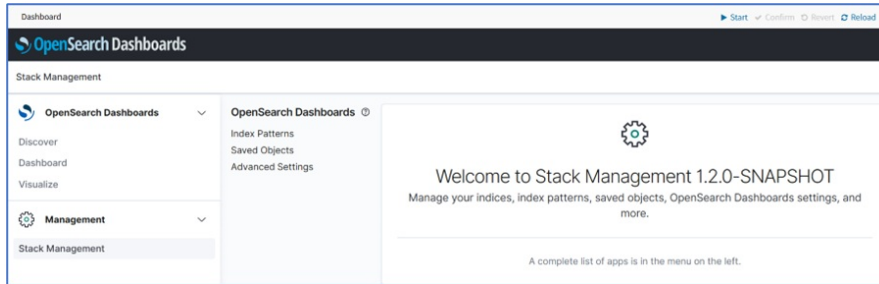 Dashboard
Start Confirm Revert Reload
OpenSearch Dashboards
Stack Management
OpenSearch Dashboards
Discover
Dashboard
Visualize
Management
Stack Management
OpenSearch Dashboards
Index Patterns
Saved Objects
Advanced Settings
Welcome to Stack Management 1.2.0-SNAPSHOT
Manage your indices, index patterns, saved objects, OpenSearch Dashboards settings, and
more.
A complete list of apps is in the menu on the left.